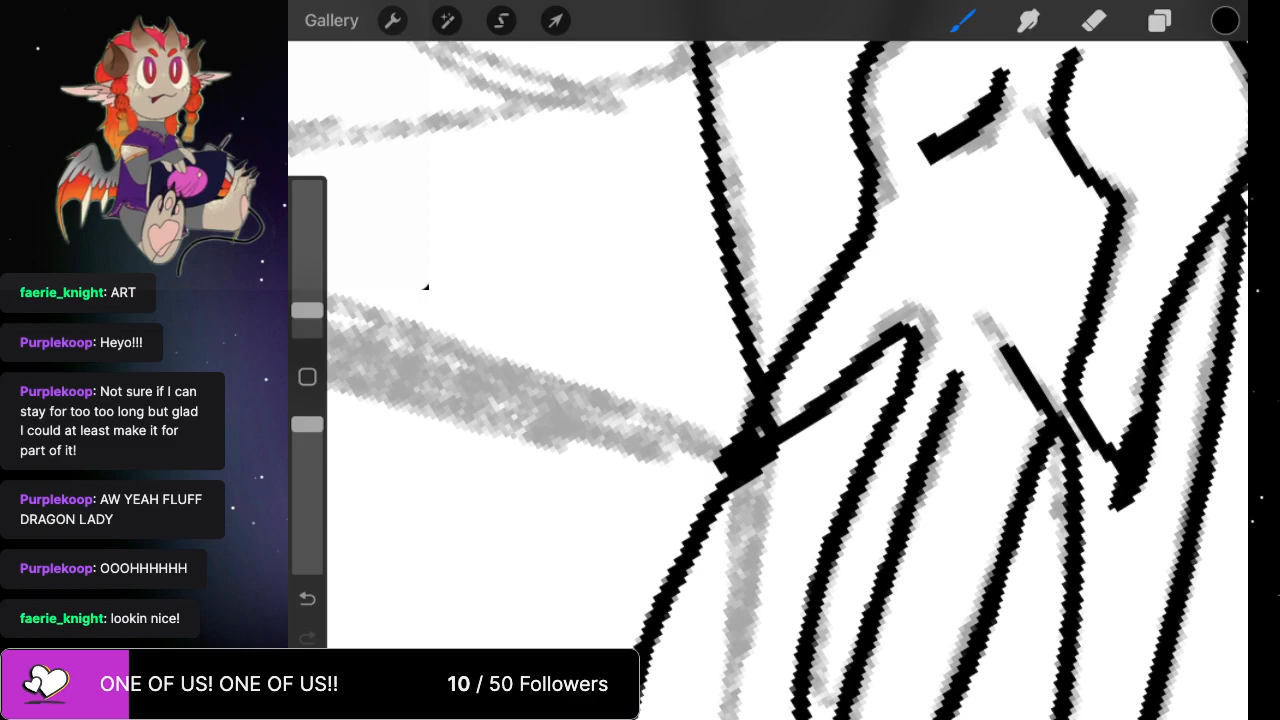 Gallery
faerie_knight: ART
Purplekoop: Heyo!!!
Purplekoop: Not sure if I can
stay for too too long but glad
I could at least make it for
part of it!
Purplekoop: AW YEAH FLUFF
DRAGON LADY
Purplekoop: OOOHHHHHH
faerie_knight: lookin nice!
ONE OF US! ONE OF US!! 10 / 50 Followers